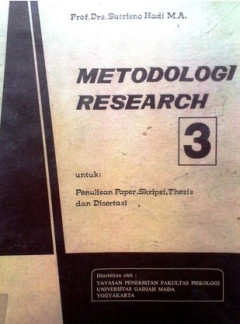 Prof. Drs. Sutrisno Hadi M.A.
METODOLOGI
RESEARCH
3
untuk:
Penulisan Paper, Skripsi, Thesis
dan Disertasi
Diterbitkan oleh :
YAYASAN PENERBITAN FAKULTAS PSIKOLOGI
UNIVERSITAS GADJAH MADA
YOGYAKARTA